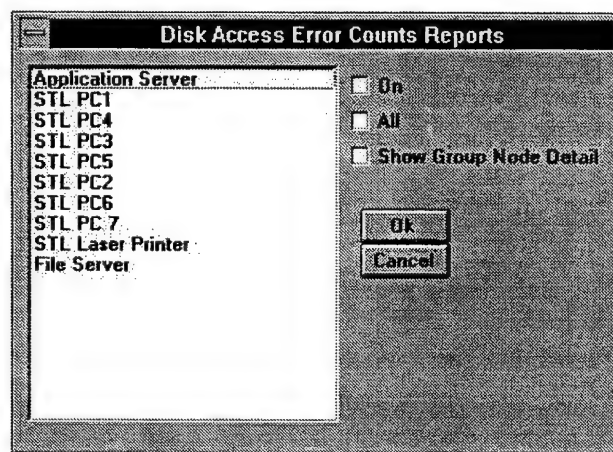 Disk Access Error Counts Reports
Application Server
STL PC1
STL PC4
STL PC3
STL PC5
STL PC2
STL PC6
STL PC 7
STL Laser Printer
File Server
On
All
Show Group Node Detail
Ok
Cancel